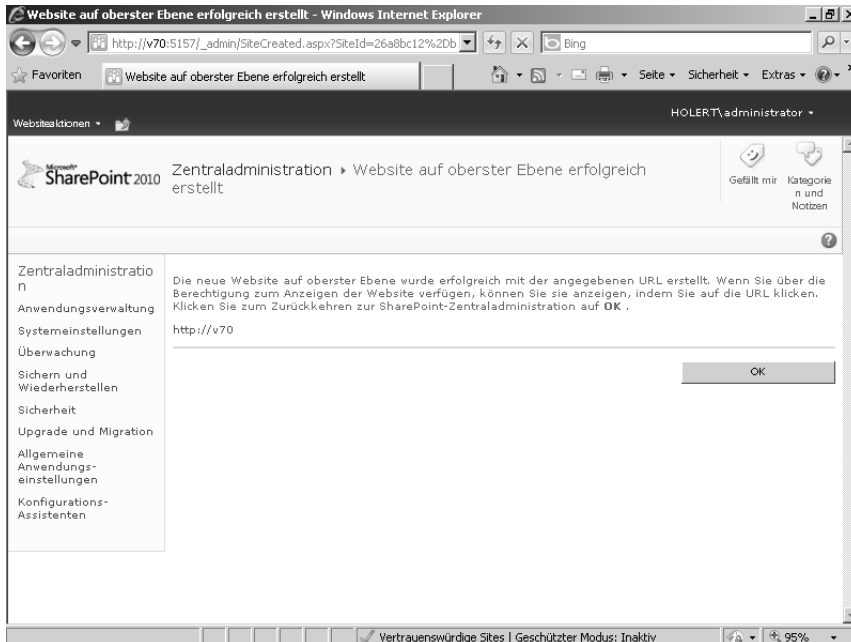 Website auf oberster Ebene erfolgreich erstellt - Windows Internet Explorer
http://v70:5157/_admin/SiteCreated.aspx?SiteId=26a8bc12%2Db
Bing
Favoriten
Website auf oberster Ebene erfolgreich erstellt
Seite
Sicherheit
Extras
Websiteaktionen
HOLERT\administrator
Microsoft
SharePoint 2010
Zentraladministration
Website auf oberster Ebene erfolgreich
erstellt
Gefällt mir
Kategorie
n und
Notizen
Zentraladministratio
n
Anwendungsverwaltung
Systemeinstellungen
Überwachung
Sichern und
Wiederherstellen
Sicherheit
Upgrade und Migration
Allgemeine
Anwendungs-
einstellungen
Konfigurations-
Assistenten
Die neue Website auf oberster Ebene wurde erfolgreich mit der angegebenen URL erstellt. Wenn Sie über die
Berechtigung zum Anzeigen der Website verfügen, können Sie sie anzeigen, indem Sie auf die URL klicken.
Klicken Sie zum Zurückkehren zur SharePoint-Zentraladministration auf OK .
http://v70
OK
Vertrauenswürdige Sites | Geschützter Modus: Inaktiv
95%